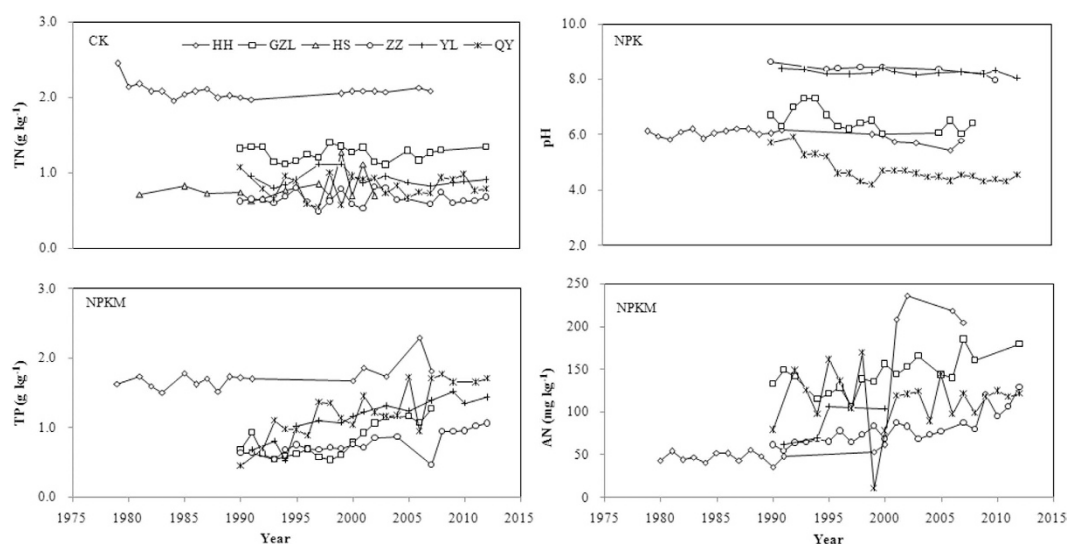 CK
HH GZL HS ZZ YL QY
TN (g kg-1)
3.0
2.0
1.0
0.0
NPK
pH
10.0
8.0
6.0
4.0
2.0
NPKM
TP (g kg-1)
3.0
2.0
1.0
0.0
1975 1980 1985 1990 1995 2000 2005 2010 2015
Year
NPKM
AN (mg kg-1)
250
200
150
100
50
0
1975 1980 1985 1990 1995 2000 2005 2010 2015
Year